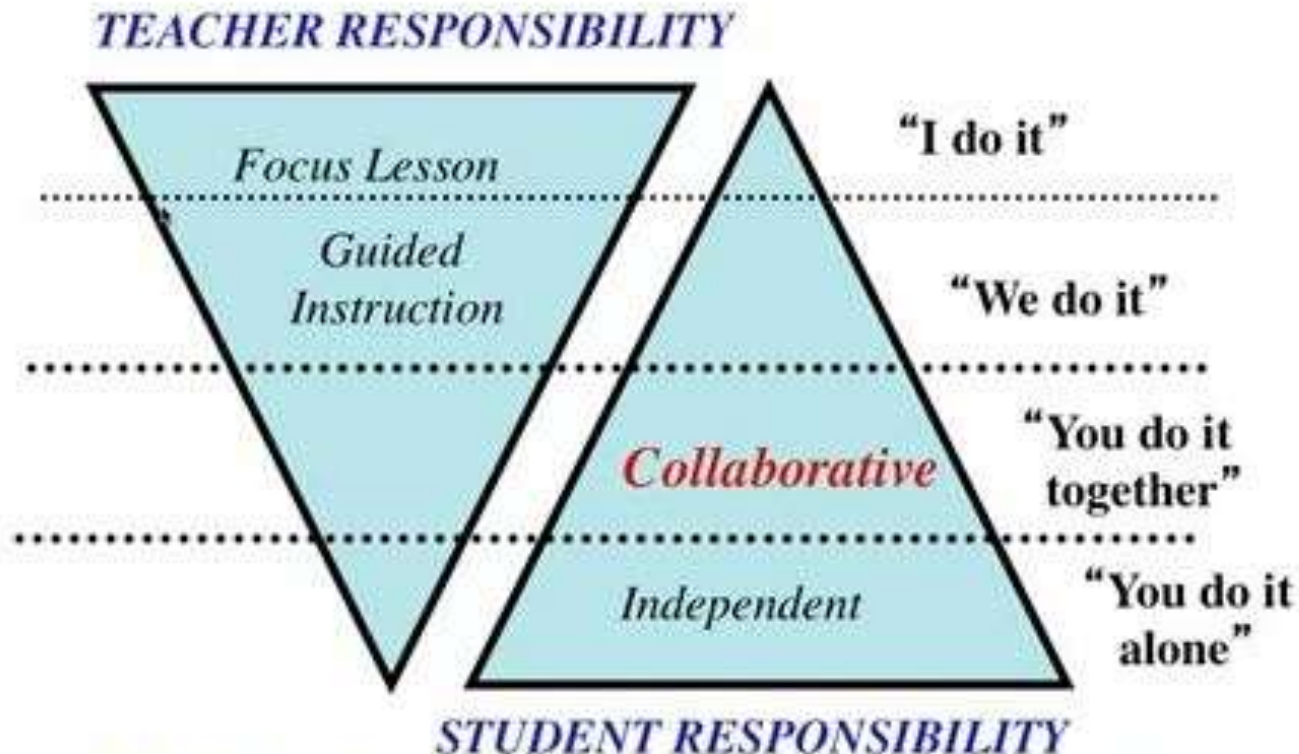 TEACHER RESPONSIBILITY
Focus Lesson
“I do it”
Guided
Instruction
“We do it”
Collaborative
“You do it
together”
Independent
“You do it
alone”
STUDENT RESPONSIBILITY